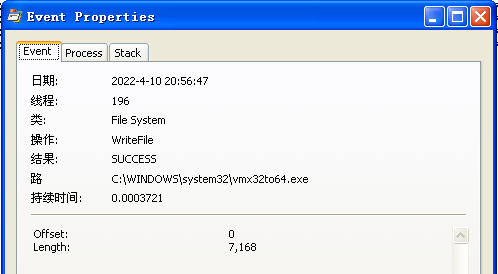 Event Properties
Event Process Stack
日期: 2022-4-10 20:56:47
线程: 196
类: File System
操作: WriteFile
结果: SUCCESS
路 C:\WINDOWS\system32\vmx32to64.exe
持续时间: 0.0003721
Offset: 0
Length: 7,168